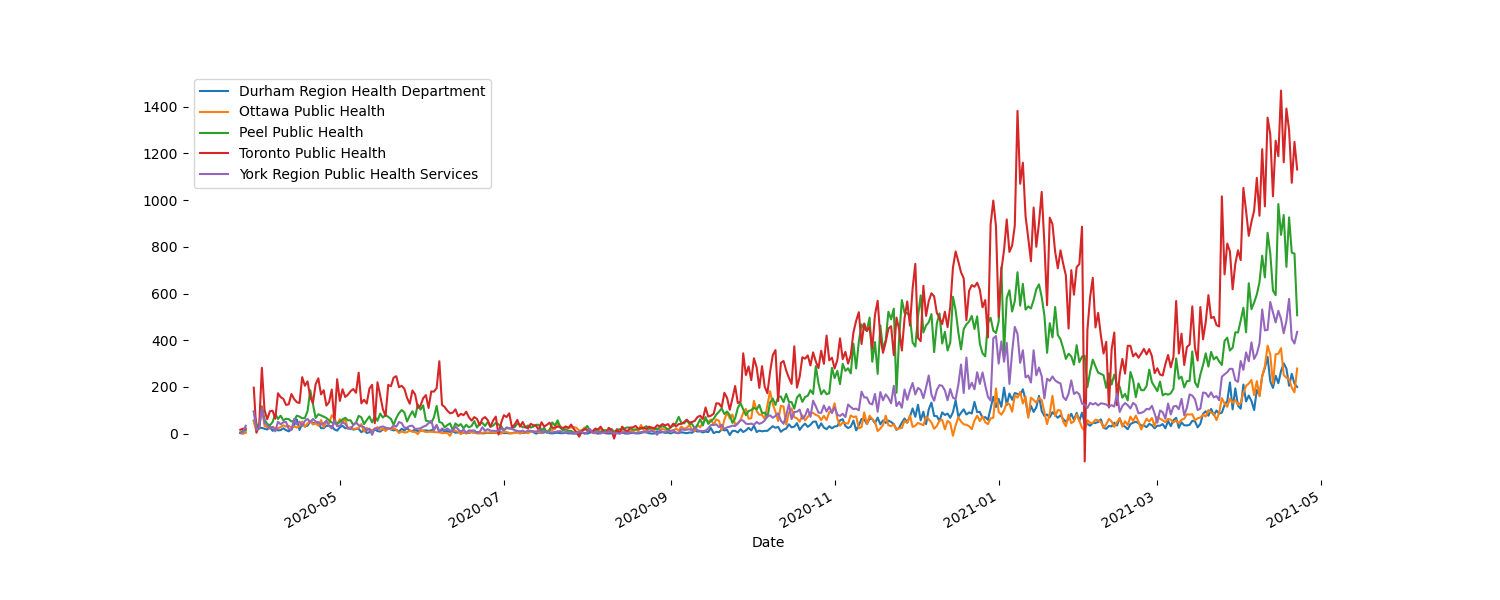 Durham Region Health Department
Ottawa Public Health
Peel Public Health
Toronto Public Health
York Region Public Health Services
1400
1200
1000
800
600
400
200
0
2020-05
2020-07
2020-09
2020-11
2021-01
2021-03
2021-05
Date